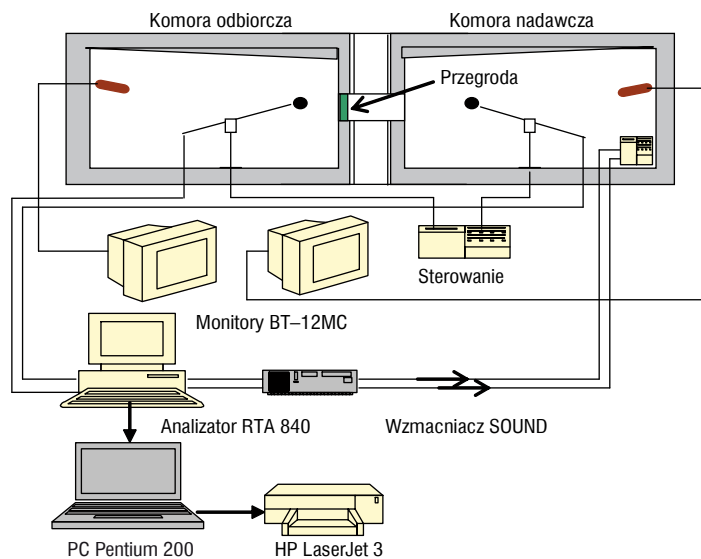 Komora odbiorcza
Komora nadawcza
Przegroda
Sterowanie
Monitory BT–12MC
Analizator RTA 840
Wzmacniacz SOUND
PC Pentium 200
HP LaserJet 3